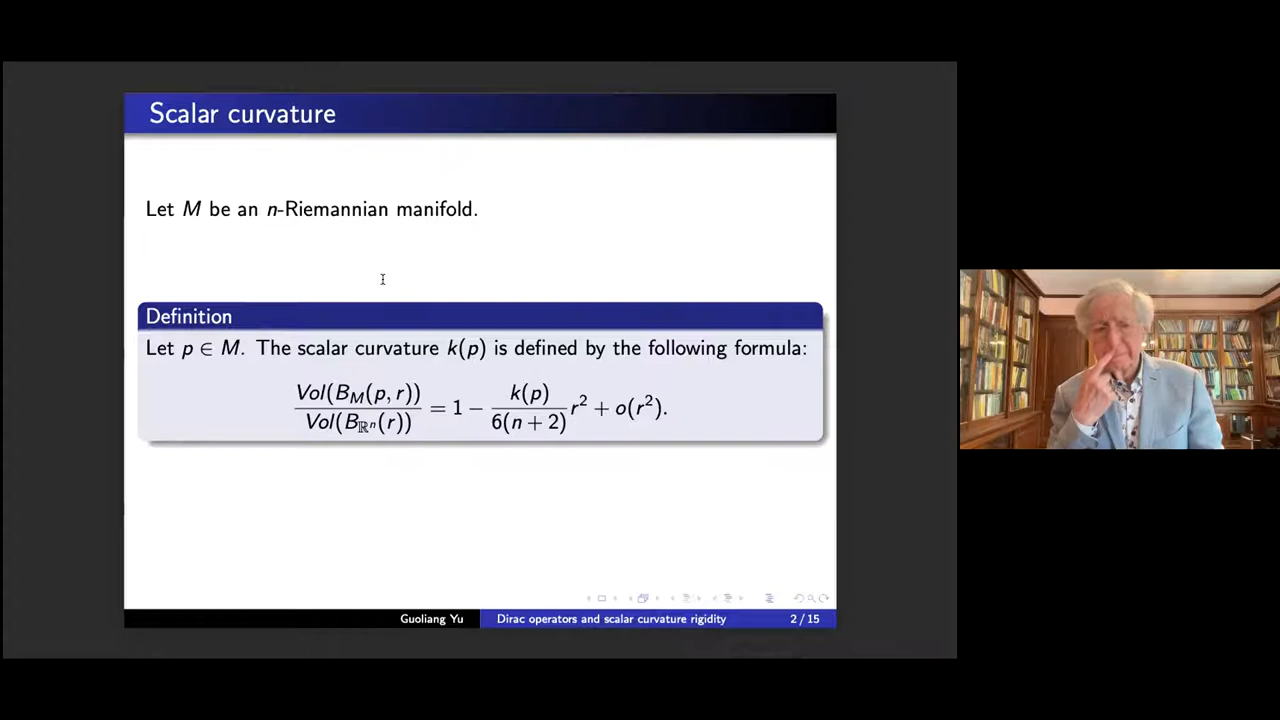 Scalar curvature
Let M be an n-Riemannian manifold.
Definition
Let p ∈ M. The scalar curvature k(p) is defined by the following formula:
Vol(B_M(p, r)) / Vol(B_{ℝ^n}(r)) = 1 − k(p) / 6(n + 2) r² + o(r²).
Guoliang Yu Dirac operators and scalar curvature rigidity 2 / 15